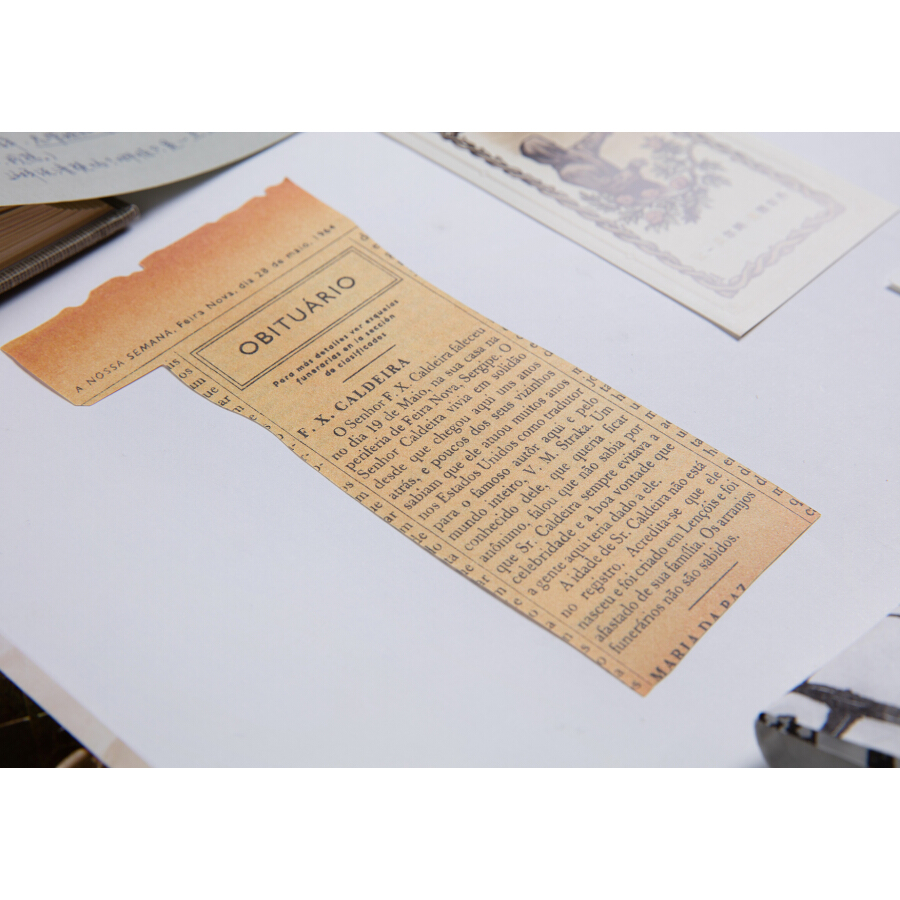 A NOSSA SEMANA, Feira Nova, dia 28 de maio, 1964
OBITUÁRIO
Para más detalles ver esquelas
funerarias en la sección
de clasificados
F. X. CALDEIRA
O Senhor F. X. Caldeira faleceu
no dia 19 de Maio, na sua casa na
periferia de Feira Nova, Sergipe. O
Senhor Caldeira vivia em solidão
desde que chegou aqui uns anos
atrás, e poucos dos seus vizinhos
sabiam que ele atuou muitos anos
nos Estados Unidos como tradutor
para o famoso autôr aqui e pelo
mundo inteiro, V. M. Straka. Um
conhecido dele, que queria ficar
anônimo, falou que não sabia por
que Sr. Caldeira sempre evitava a
celebridade e a boa vontade que
a gente aqui teria dado a ele.
A idade de Sr. Caldeira não está
no registro. Acredita-se que ele
nasceu e foi criado em Lençóis e foi
afastado de sua família. Os arranjos
funerários não são sabidos.
MARIA DA PAZ